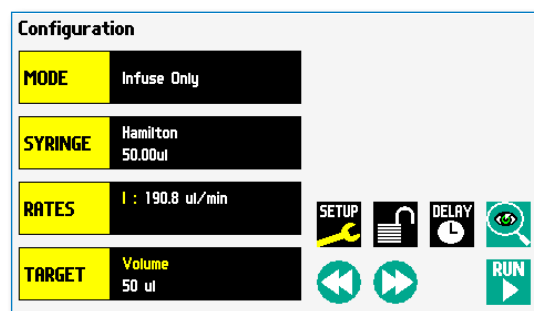 Configuration
MODE
Infuse Only
SYRINGE
Hamilton
50.00ul
RATES
I : 190.8 ul/min
TARGET
Volume
50 ul
SETUP
DELAY
RUN